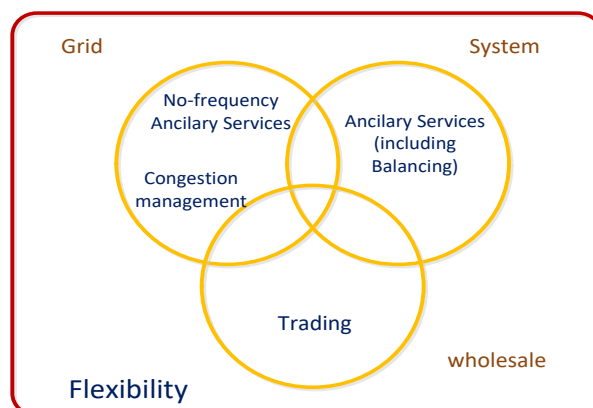 Grid
System
No-frequency
Ancilary Services
Congestion
management
Ancilary Services
(including
Balancing)
Trading
wholesale
Flexibility